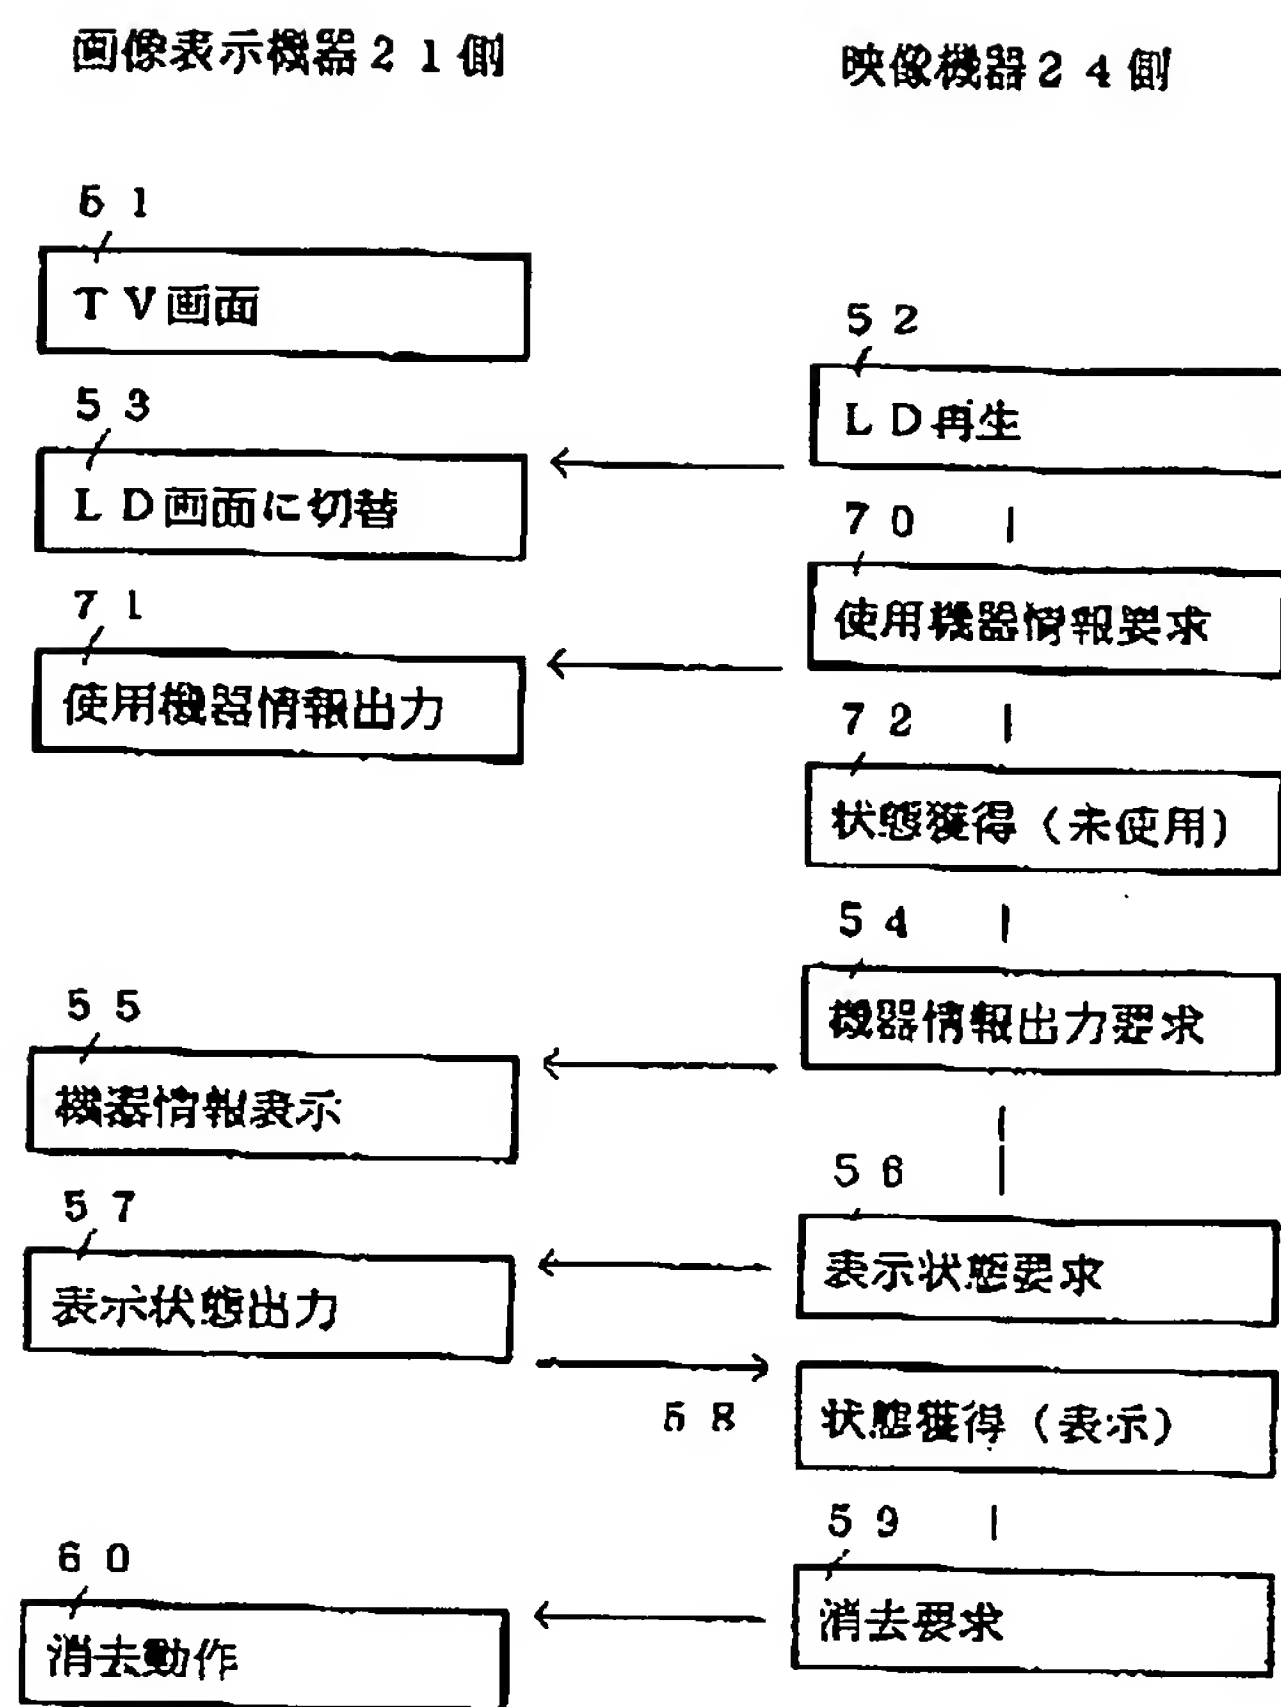 画像表示機器21側
映像機器24側
51
TV画面
52
LD再生
53
LD画面に切替
70
使用機器情報要求
71
使用機器情報出力
72
状態獲得(未使用)
54
機器情報出力要求
55
機器情報表示
56
表示状態要求
57
表示状態出力
58
状態獲得(表示)
59
消去要求
60
消去動作